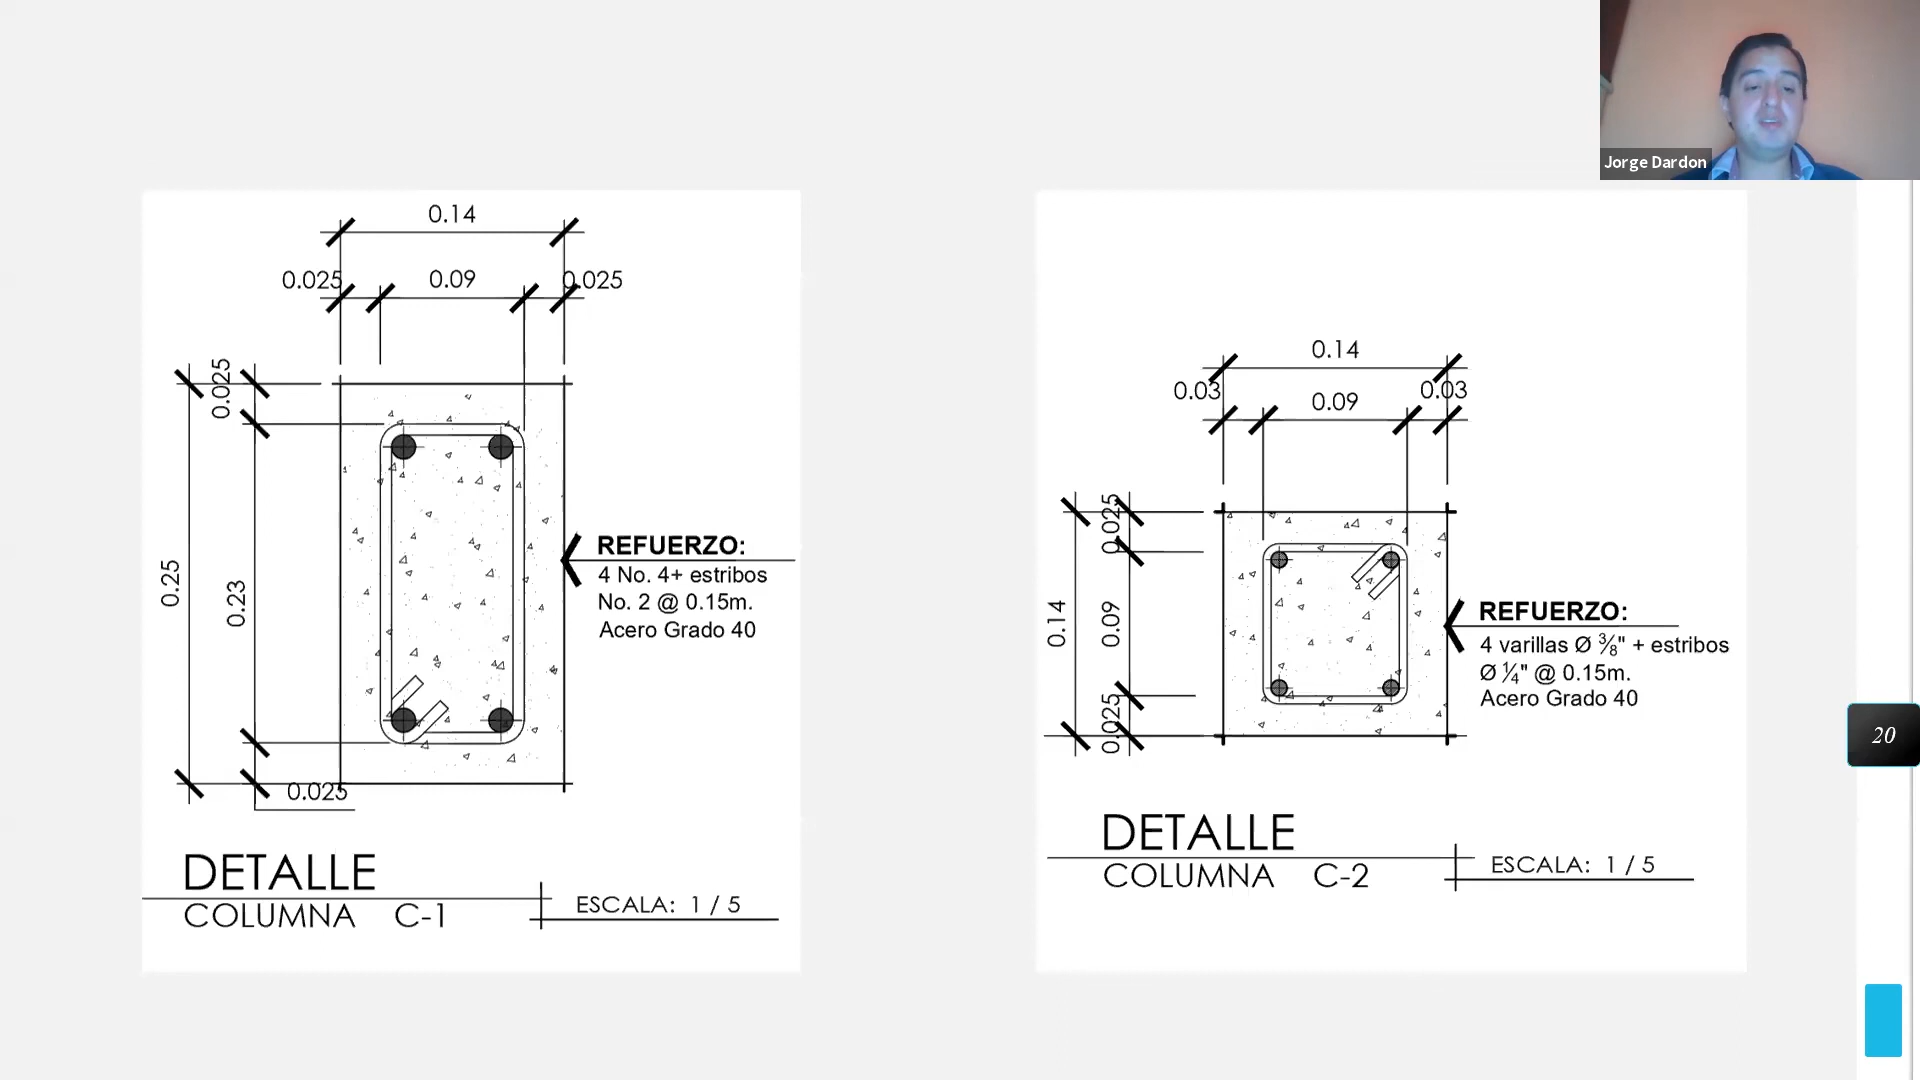 Jorge Dardon
0.14
0.025
0.09
0.025
0.025
0.25
0.23
0.025
REFUERZO:
4 No. 4+ estribos
No. 2 @ 0.15m.
Acero Grado 40
DETALLE
COLUMNA C-1
ESCALA: 1 / 5
0.14
0.03
0.09
0.03
0.025
0.14
0.09
0.025
REFUERZO:
4 varillas Ø ⅜" + estribos
Ø ¼" @ 0.15m.
Acero Grado 40
DETALLE
COLUMNA C-2
ESCALA: 1 / 5
20